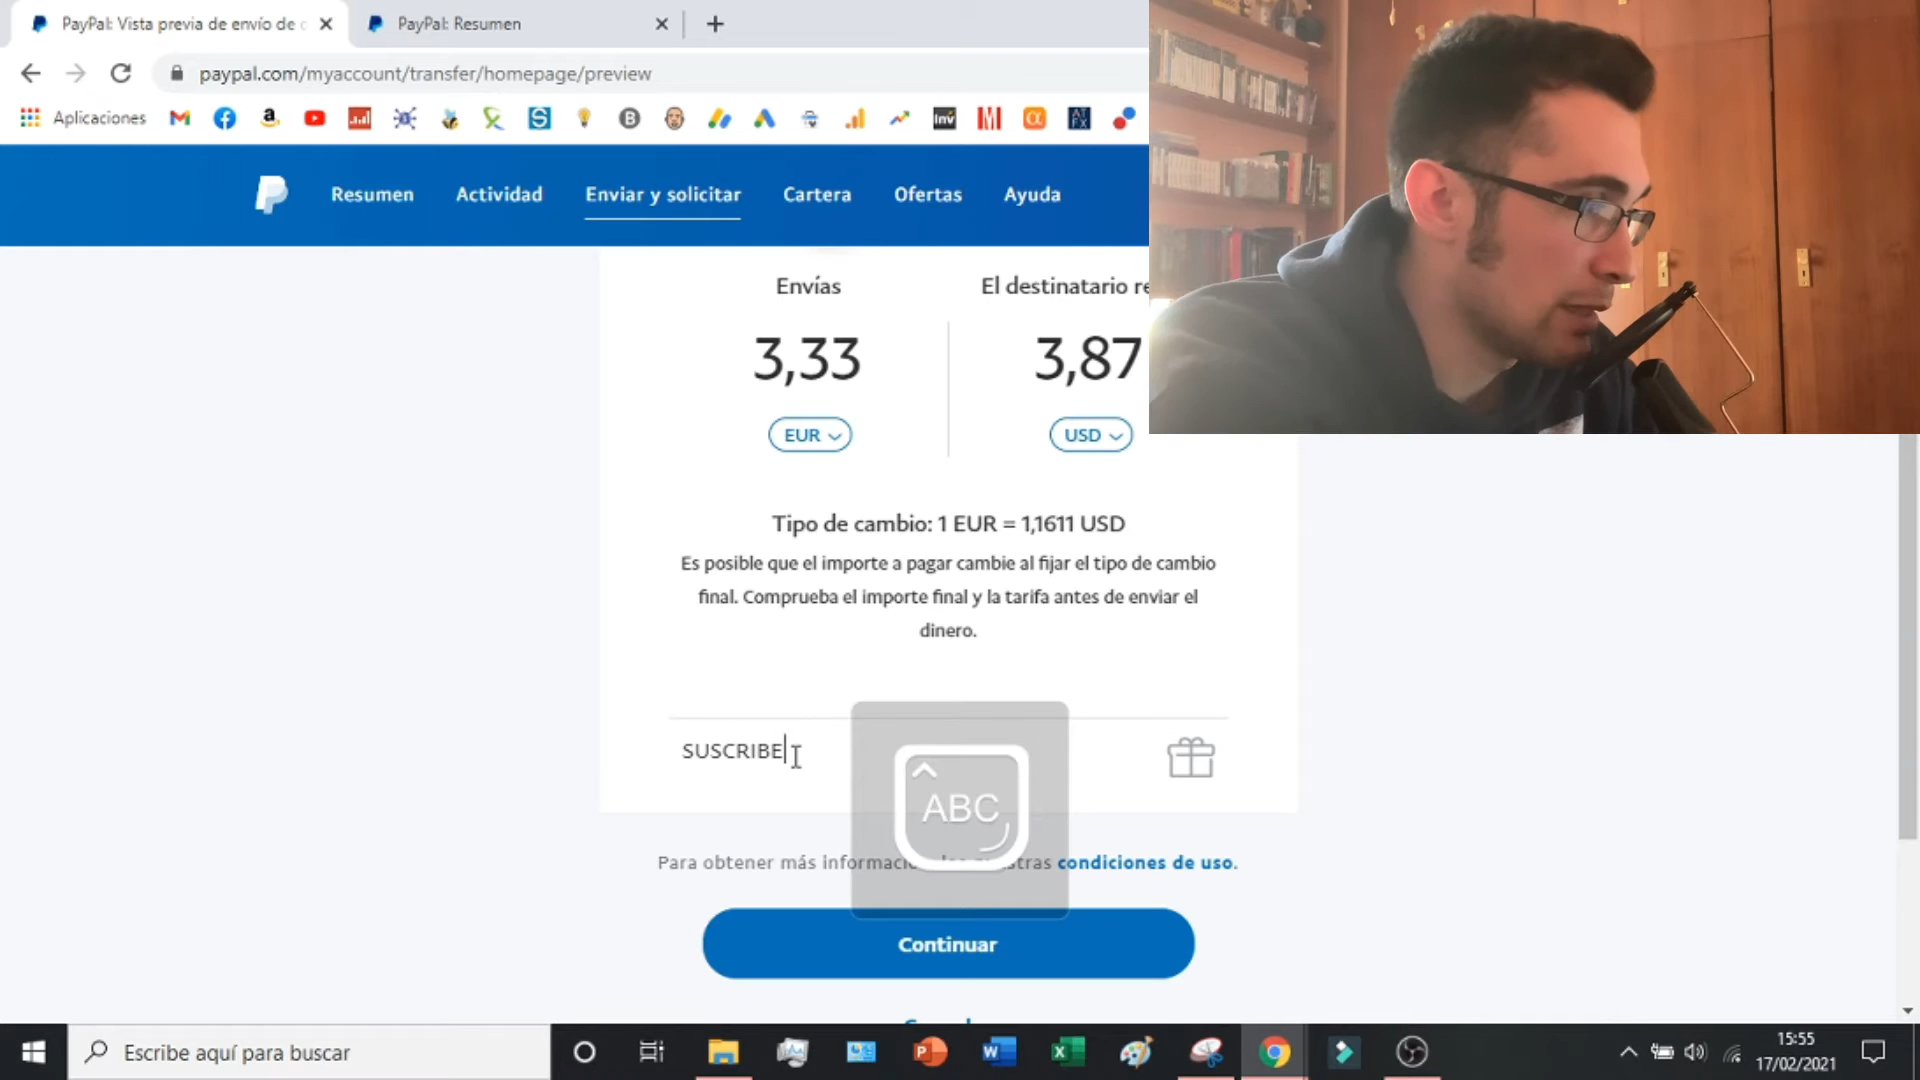 PayPal: Vista previa de envío de
PayPal: Resumen
paypal.com/myaccount/transfer/homepage/preview
Aplicaciones
Resumen
Actividad
Enviar y solicitar
Cartera
Ofertas
Ayuda
Envías
El destinatario
3,33
3,87
EUR
USD
Tipo de cambio: 1 EUR = 1,1611 USD
Es posible que el importe a pagar cambie al fijar el tipo de cambio
final. Comprueba el importe final y la tarifa antes de enviar el
dinero.
SUSCRIBE
ABC
Para obtener más
condiciones de uso.
Continuar
Escribe aquí para buscar
15:55
17/02/2021